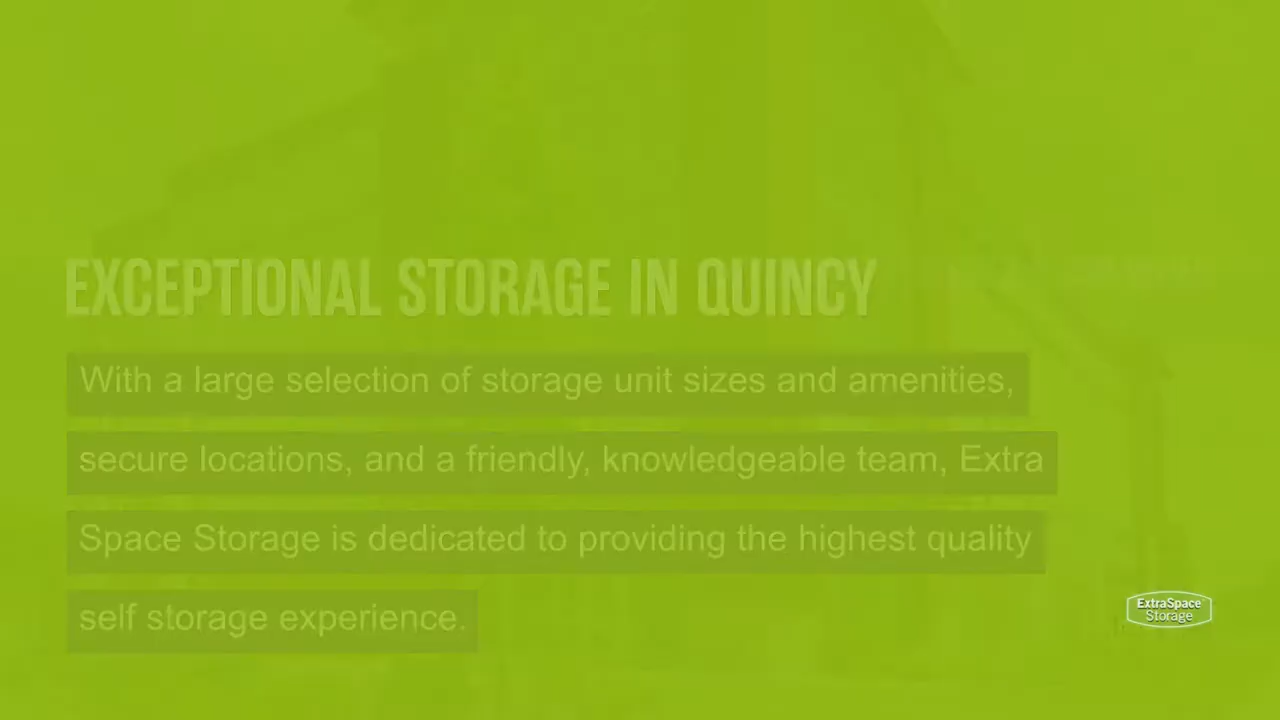 EXCEPTIONAL STORAGE IN QUINCY
With a large selection of storage unit sizes and amenities,
secure locations, and a friendly, knowledgeable team, Extra
Space Storage is dedicated to providing the highest quality
self storage experience.
ExtraSpace
Storage